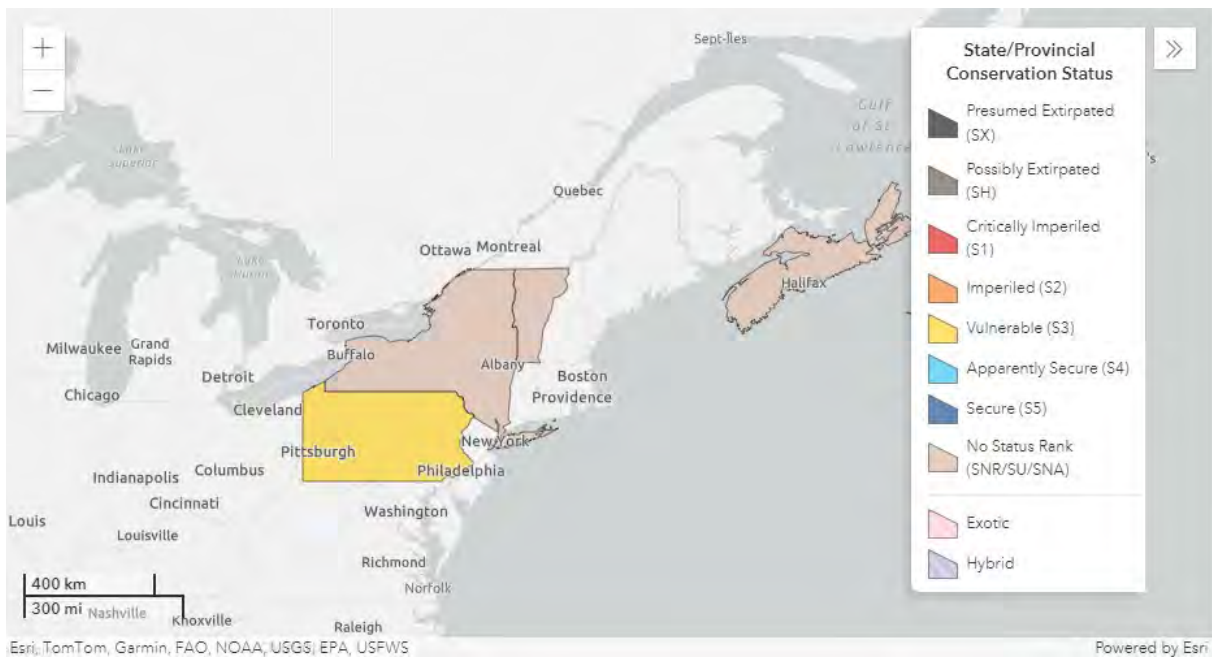 +
−
Sept-Îles
Gulf
of St
Lawrence
's
Lake
Superior
Quebec
Ottawa Montreal
Lake
Huron
Halifax
Toronto
Milwaukee Grand
Rapids
Buffalo
Detroit
Albany
Boston
Chicago
Providence
Cleveland
New York
Pittsburgh
Philadelphia
Indianapolis Columbus
Cincinnati
Washington
Louis
Louisville
Richmond
Norfolk
400 km
300 mi
Nashville
Knoxville
Raleigh
State/Provincial
Conservation Status
Presumed Extirpated
(SX)
Possibly Extirpated
(SH)
Critically Imperiled
(S1)
Imperiled (S2)
Vulnerable (S3)
Apparently Secure (S4)
Secure (S5)
No Status Rank
(SNR/SU/SNA)
Exotic
Hybrid
Esri, TomTom, Garmin, FAO, NOAA, USGS, EPA, USFWS
Powered by Esri